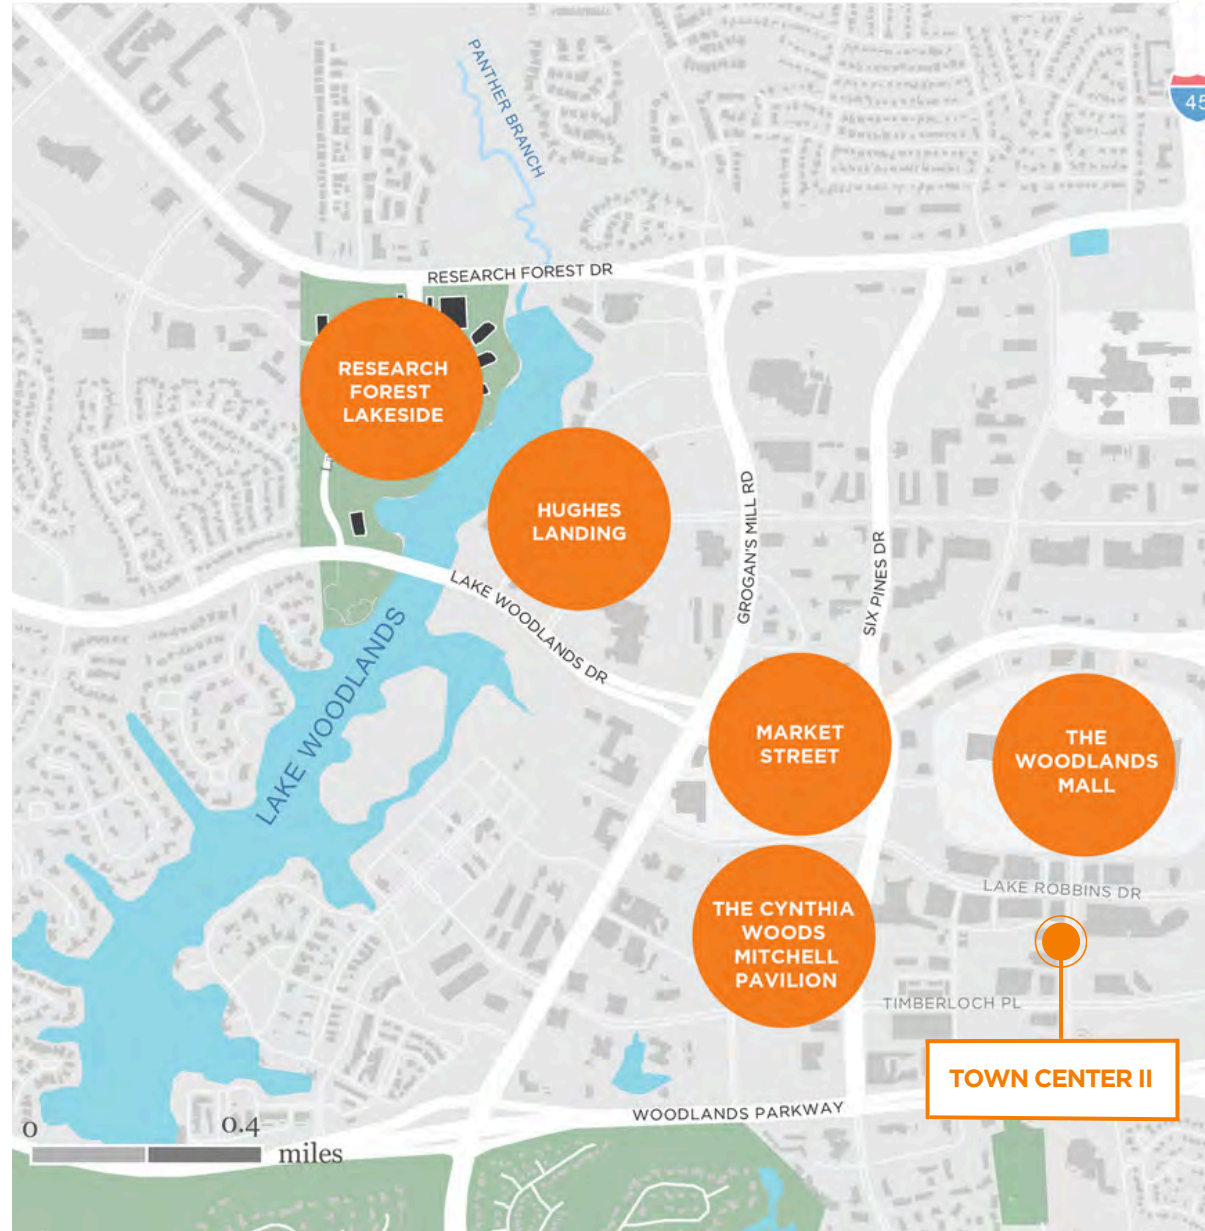 PANTHER BRANCH
45
RESEARCH FOREST DR
RESEARCH
FOREST
LAKESIDE
HUGHES
LANDING
GROGAN'S MILL RD
SIX PINES DR
LAKE WOODLANDS DR
LAKE WOODLANDS
MARKET
STREET
THE
WOODLANDS
MALL
LAKE ROBBINS DR
THE CYNTHIA
WOODS
MITCHELL
PAVILION
TIMBERLOCH PL
TOWN CENTER II
WOODLANDS PARKWAY
0 0.4
miles